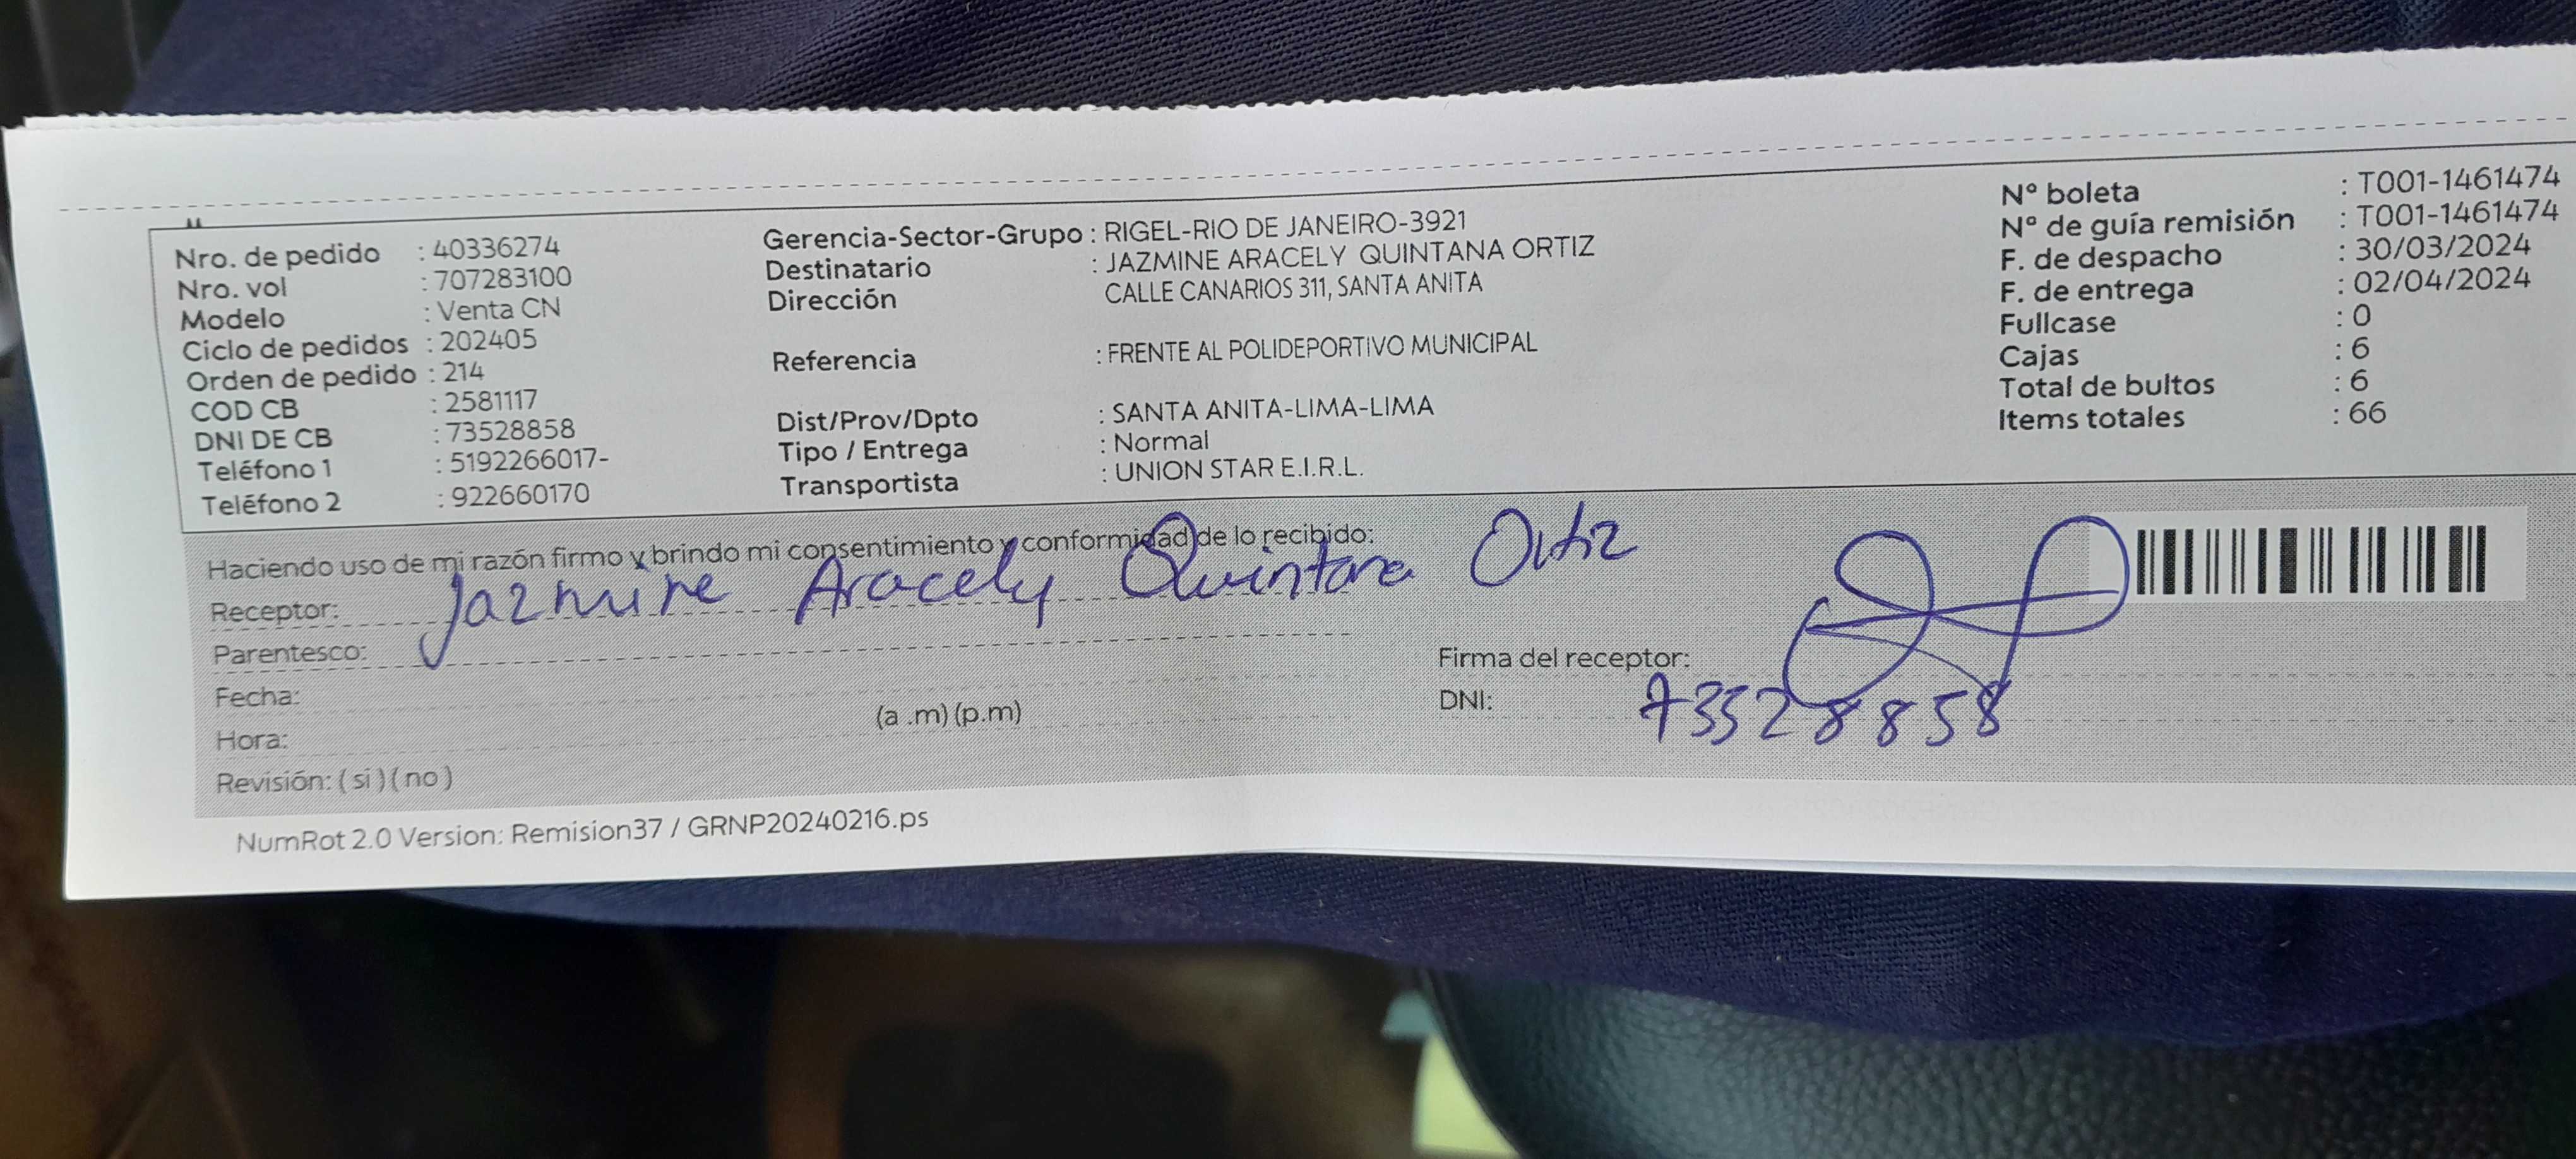 Nro. de pedido : 40336274
Nro. vol : 707283100
Modelo : Venta CN
Ciclo de pedidos : 202405
Orden de pedido : 214
COD CB : 2581117
DNI DE CB : 73528858
Teléfono 1 : 5192266017-
Teléfono 2 : 922660170
Gerencia-Sector-Grupo : RIGEL-RIO DE JANEIRO-3921
Destinatario : JAZMINE ARACELY QUINTANA ORTIZ
Dirección CALLE CANARIOS 311, SANTA ANITA
Referencia : FRENTE AL POLIDEPORTIVO MUNICIPAL
Dist/Prov/Dpto : SANTA ANITA-LIMA-LIMA
Tipo / Entrega : Normal
Transportista : UNION STAR E.I.R.L.
Nº boleta : T001-1461474
Nº de guía remisión : T001-1461474
F. de despacho : 30/03/2024
F. de entrega : 02/04/2024
Fullcase : 0
Cajas : 6
Total de bultos : 6
Items totales : 66
Haciendo uso de mi razón firmo y brindo mi consentimiento y conformidad de lo recibido:
Receptor: Jazmine Aracely Quintana Ortiz
Parentesco:
Fecha:
Hora: (a .m) (p.m)
Revisión: ( si ) ( no )
Firma del receptor:
DNI: 73528858
NumRot 2.0 Version: Remision37 / GRNP20240216.ps